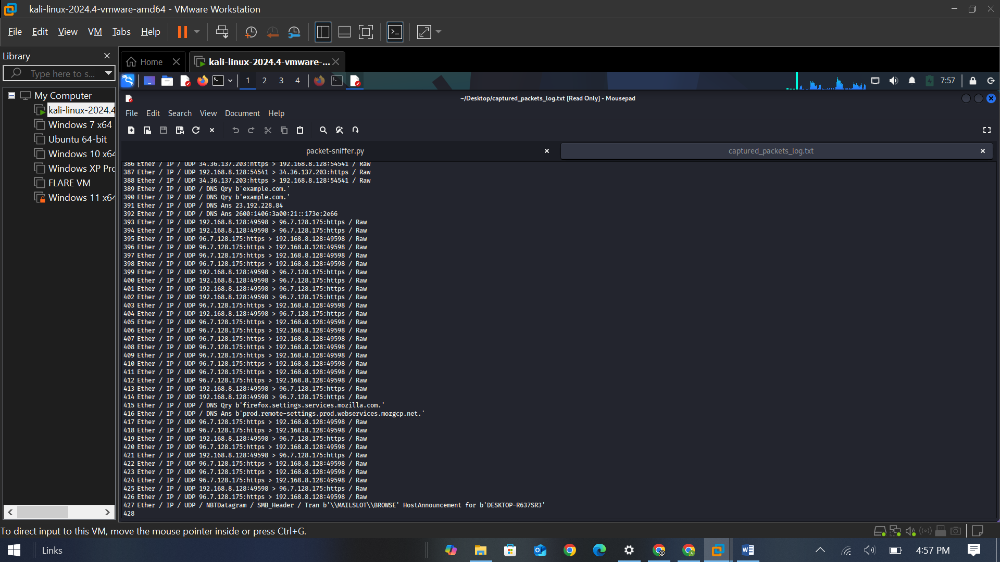 kali-linux-2024.4-vmware-amd64 - VMware Workstation
File Edit View VM Tabs Help
Library
Type here to s...
My Computer
kali-linux-2024.4
Windows 7 x64
Ubuntu 64-bit
Windows 10 x64
Windows XP Pro
FLARE VM
Windows 11 x64
Home
kali-linux-2024.4-vmware-...
1 2 3 4
7:57
~/Desktop/captured_packets_log.txt [Read Only] - Mousepad
File Edit Search View Document Help
packet-sniffer.py
captured_packets_log.txt
386 Ether / IP / UDP 34.36.137.203:https > 192.168.8.128:54541 / Raw
387 Ether / IP / UDP 192.168.8.128:54541 > 34.36.137.203:https / Raw
388 Ether / IP / UDP 34.36.137.203:https > 192.168.8.128:54541 / Raw
389 Ether / IP / UDP / DNS Qry b'example.com.'
390 Ether / IP / UDP / DNS Qry b'example.com.'
391 Ether / IP / UDP / DNS Ans 23.192.228.84
392 Ether / IP / UDP / DNS Ans 2600:1406:3a00:21::173e:2e66
393 Ether / IP / UDP 192.168.8.128:49598 > 96.7.128.175:https / Raw
394 Ether / IP / UDP 192.168.8.128:49598 > 96.7.128.175:https / Raw
395 Ether / IP / UDP 96.7.128.175:https > 192.168.8.128:49598 / Raw
396 Ether / IP / UDP 96.7.128.175:https > 192.168.8.128:49598 / Raw
397 Ether / IP / UDP 96.7.128.175:https > 192.168.8.128:49598 / Raw
398 Ether / IP / UDP 96.7.128.175:https > 192.168.8.128:49598 / Raw
399 Ether / IP / UDP 192.168.8.128:49598 > 96.7.128.175:https / Raw
400 Ether / IP / UDP 192.168.8.128:49598 > 96.7.128.175:https / Raw
401 Ether / IP / UDP 192.168.8.128:49598 > 96.7.128.175:https / Raw
402 Ether / IP / UDP 192.168.8.128:49598 > 96.7.128.175:https / Raw
403 Ether / IP / UDP 96.7.128.175:https > 192.168.8.128:49598 / Raw
404 Ether / IP / UDP 192.168.8.128:49598 > 96.7.128.175:https / Raw
405 Ether / IP / UDP 96.7.128.175:https > 192.168.8.128:49598 / Raw
406 Ether / IP / UDP 96.7.128.175:https > 192.168.8.128:49598 / Raw
407 Ether / IP / UDP 96.7.128.175:https > 192.168.8.128:49598 / Raw
408 Ether / IP / UDP 96.7.128.175:https > 192.168.8.128:49598 / Raw
409 Ether / IP / UDP 96.7.128.175:https > 192.168.8.128:49598 / Raw
410 Ether / IP / UDP 96.7.128.175:https > 192.168.8.128:49598 / Raw
411 Ether / IP / UDP 96.7.128.175:https > 192.168.8.128:49598 / Raw
412 Ether / IP / UDP 96.7.128.175:https > 192.168.8.128:49598 / Raw
413 Ether / IP / UDP 192.168.8.128:49598 > 96.7.128.175:https / Raw
414 Ether / IP / UDP 192.168.8.128:49598 > 96.7.128.175:https / Raw
415 Ether / IP / UDP / DNS Qry b'firefox.settings.services.mozilla.com.'
416 Ether / IP / UDP / DNS Ans b'prod.remote-settings.prod.webservices.mozgcp.net.'
417 Ether / IP / UDP 96.7.128.175:https > 192.168.8.128:49598 / Raw
418 Ether / IP / UDP 96.7.128.175:https > 192.168.8.128:49598 / Raw
419 Ether / IP / UDP 192.168.8.128:49598 > 96.7.128.175:https / Raw
420 Ether / IP / UDP 96.7.128.175:https > 192.168.8.128:49598 / Raw
421 Ether / IP / UDP 192.168.8.128:49598 > 96.7.128.175:https / Raw
422 Ether / IP / UDP 96.7.128.175:https > 192.168.8.128:49598 / Raw
423 Ether / IP / UDP 96.7.128.175:https > 192.168.8.128:49598 / Raw
424 Ether / IP / UDP 96.7.128.175:https > 192.168.8.128:49598 / Raw
425 Ether / IP / UDP 192.168.8.128:49598 > 96.7.128.175:https / Raw
426 Ether / IP / UDP 96.7.128.175:https > 192.168.8.128:49598 / Raw
427 Ether / IP / UDP / NBTDatagram / SMB_Header / Tran b'\\MAILSLOT\\BROWSE' HostAnnouncement for b'DESKTOP-R637SR3'
428
To direct input to this VM, move the mouse pointer inside or press Ctrl+G.
Links
4:57 PM